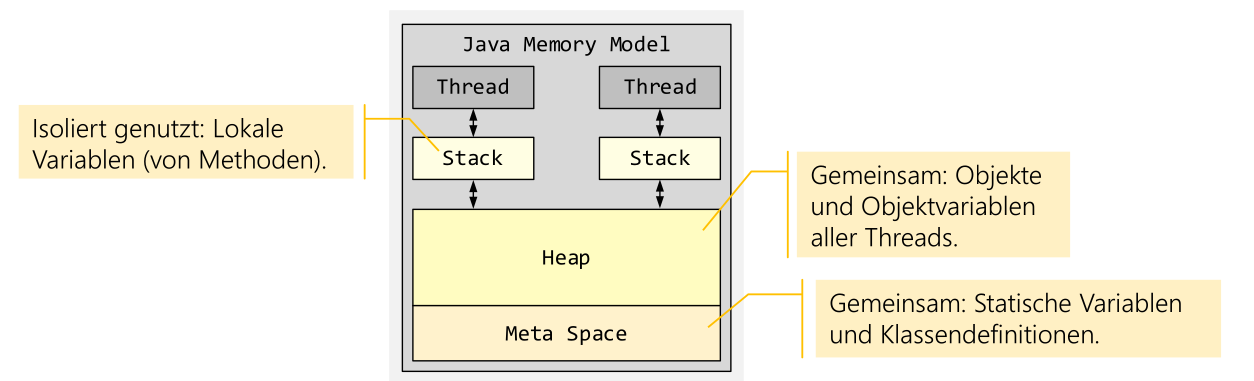 Java Memory Model
Thread
Thread
Isoliert genutzt: Lokale
Variablen (von Methoden).
Stack
Stack
Gemeinsam: Objekte
und Objektvariablen
aller Threads.
Heap
Gemeinsam: Statische Variablen
und Klassendefinitionen.
Meta Space